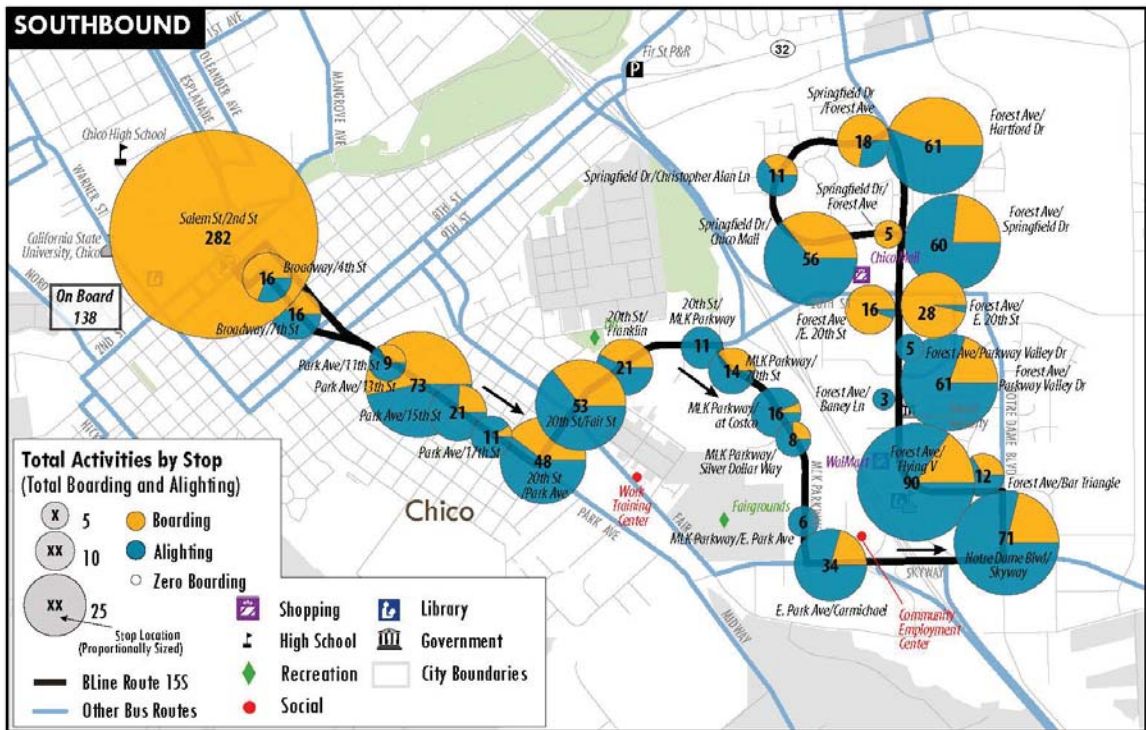 SOUTHBOUND
1ST AVE
OLEANDER AVE
ESPLANADE
MANGROVE AVE
Fir St P&R
P
32
Chico High School
WARNER ST
8TH ST
9TH ST
California State
University, Chico
Salem St/2nd St
282
On Board
138
2ND ST
16
Broadway/4th St
16
Broadway/7th St
9
Park Ave/11th St
Park Ave/13th St
73
Park Ave/15th St
21
Park Ave/17th St
11
48
20th St
/Park Ave
53
20th St/Fair St
21
20th St/
Franklin
20th St/
MLK Parkway
11
14
MLK Parkway/
20th St
16
MLK Parkway/
at Costco
8
MLK Parkway/
Silver Dollar Way
6
MLK Parkway/E. Park Ave
MLK PARKWAY
34
E. Park Ave/Carmichael
Springfield Dr
/Forest Ave
18
Forest Ave/
Hartford Dr
61
11
Springfield Dr/Christopher Alan Ln
Springfield Dr/
Forest Ave
5
Springfield Dr/
Chico Mall
56
Chico Mall
Forest Ave/
Springfield Dr
60
16
Forest Ave
/E. 20th St
28
Forest Ave/
E. 20th St
5
Forest Ave/Parkway Valley Dr
61
Forest Ave/
Parkway Valley Dr
3
Forest Ave/
Baney Ln
NOTRE DAME BLVD
WalMart
Forest Ave/
Flying V
90
12
Forest Ave/Bar Triangle
71
Notre Dame Blvd/
Skyway
SKYWAY
Community
Employment
Center
Fairgrounds
Work
Training
Center
FAIR ST
PARK AVE
MIDWAY
Chico
Total Activities by Stop
(Total Boarding and Alighting)
X 5
XX 10
XX 25
Boarding
Alighting
Zero Boarding
Stop Location
(Proportionally Sized)
BLine Route 15S
Other Bus Routes
Shopping
High School
Recreation
Social
Library
Government
City Boundaries